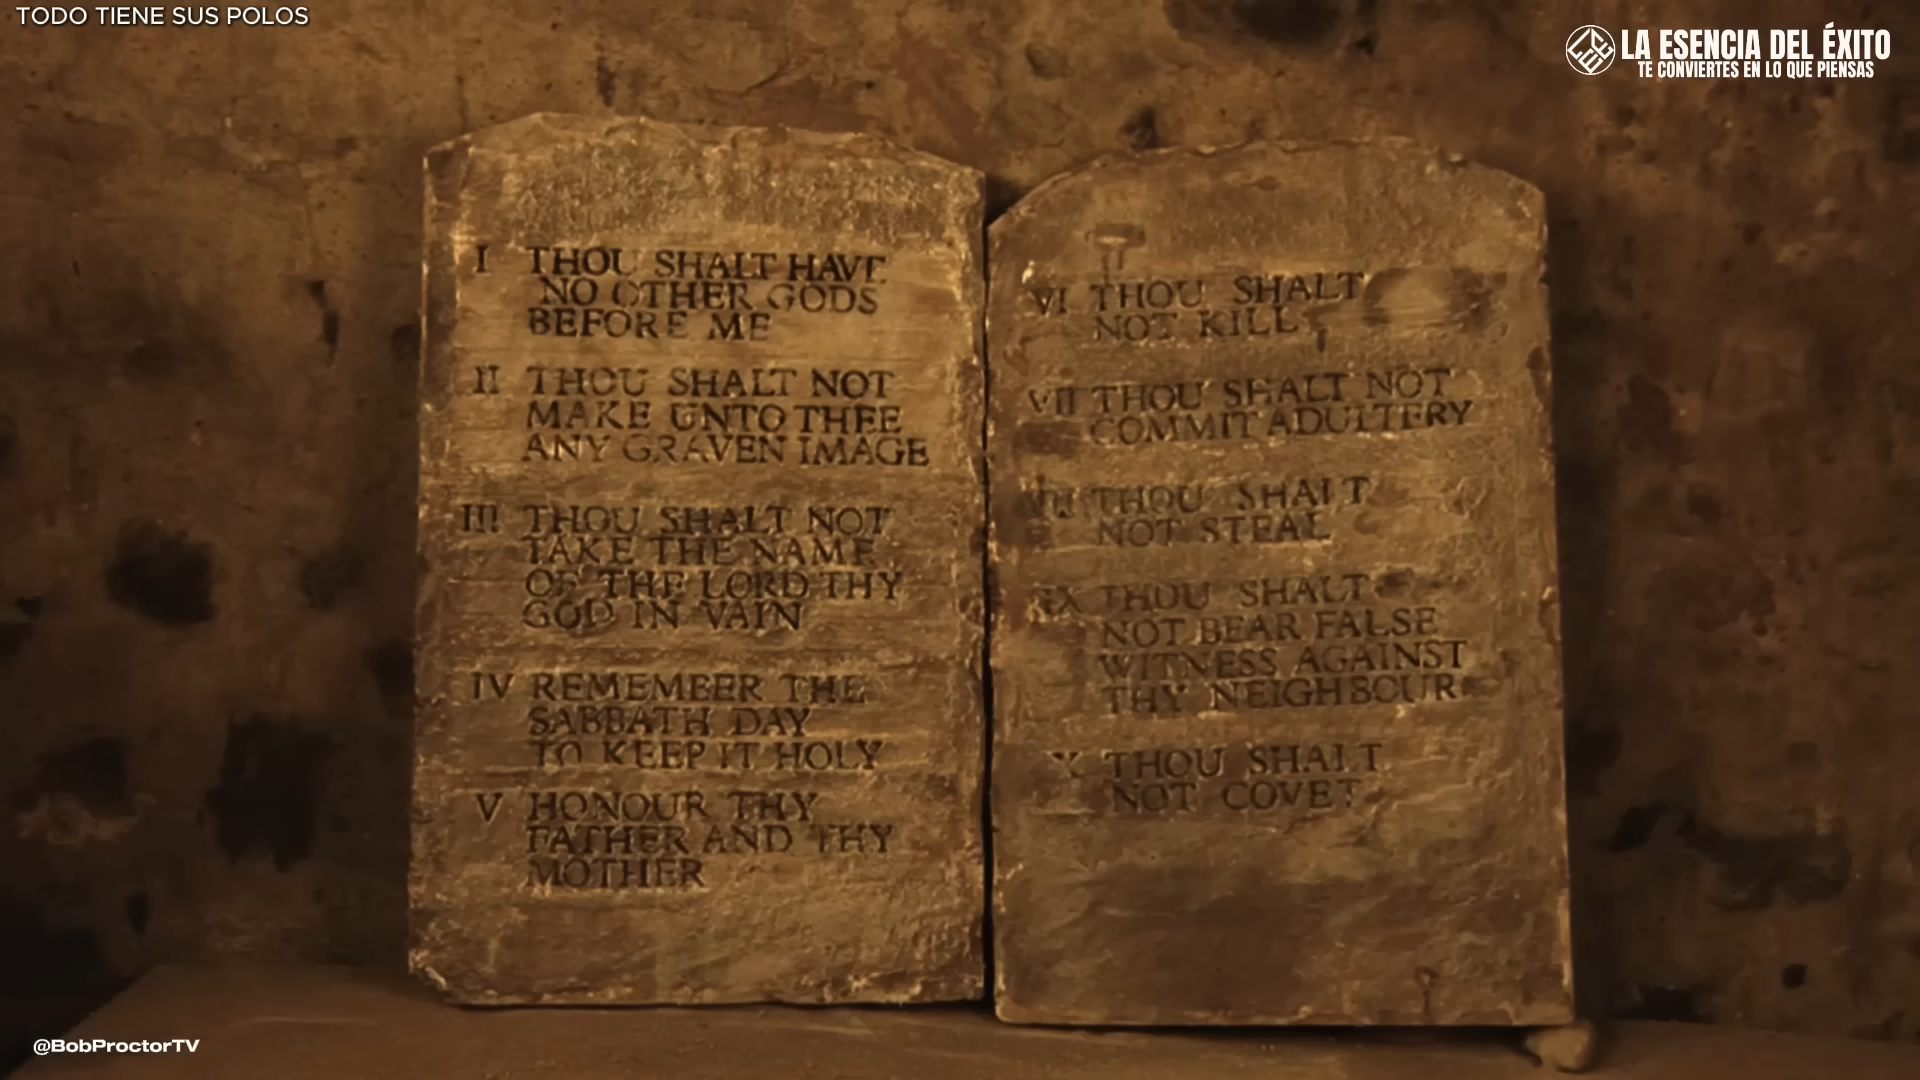 TODO TIENE SUS POLOS
LA ESENCIA DEL ÉXITO
TE CONVIERTES EN LO QUE PIENSAS
I THOU SHALT HAVE
NO OTHER GODS
BEFORE ME
II THOU SHALT NOT
MAKE UNTO THEE
ANY GRAVEN IMAGE
III THOU SHALT NOT
TAKE THE NAME
OF THE LORD THY
GOD IN VAIN
IV REMEMBER THE
SABBATH DAY
TO KEEP IT HOLY
V HONOUR THY
FATHER AND THY
MOTHER
VI THOU SHALT
NOT KILL
VII THOU SHALT NOT
COMMIT ADULTERY
VIII THOU SHALT
NOT STEAL
IX THOU SHALT
NOT BEAR FALSE
WITNESS AGAINST
THY NEIGHBOUR
X THOU SHALT
NOT COVET
@BobProctorTV